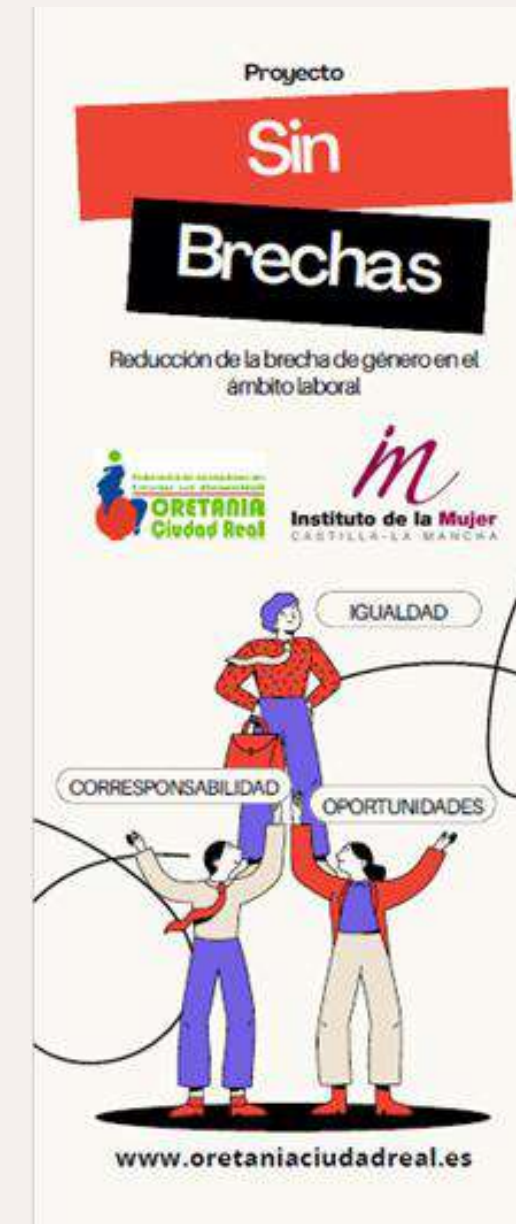 Proyecto
Sin
Brechas
Reducción de la brecha de género en el
ámbito laboral
ORETANIA
Ciudad Real
im
Instituto de la Mujer
CASTILLA-LA MANCHA
IGUALDAD
CORRESPONSABILIDAD
OPORTUNIDADES
www.oretaniaciudadreal.es